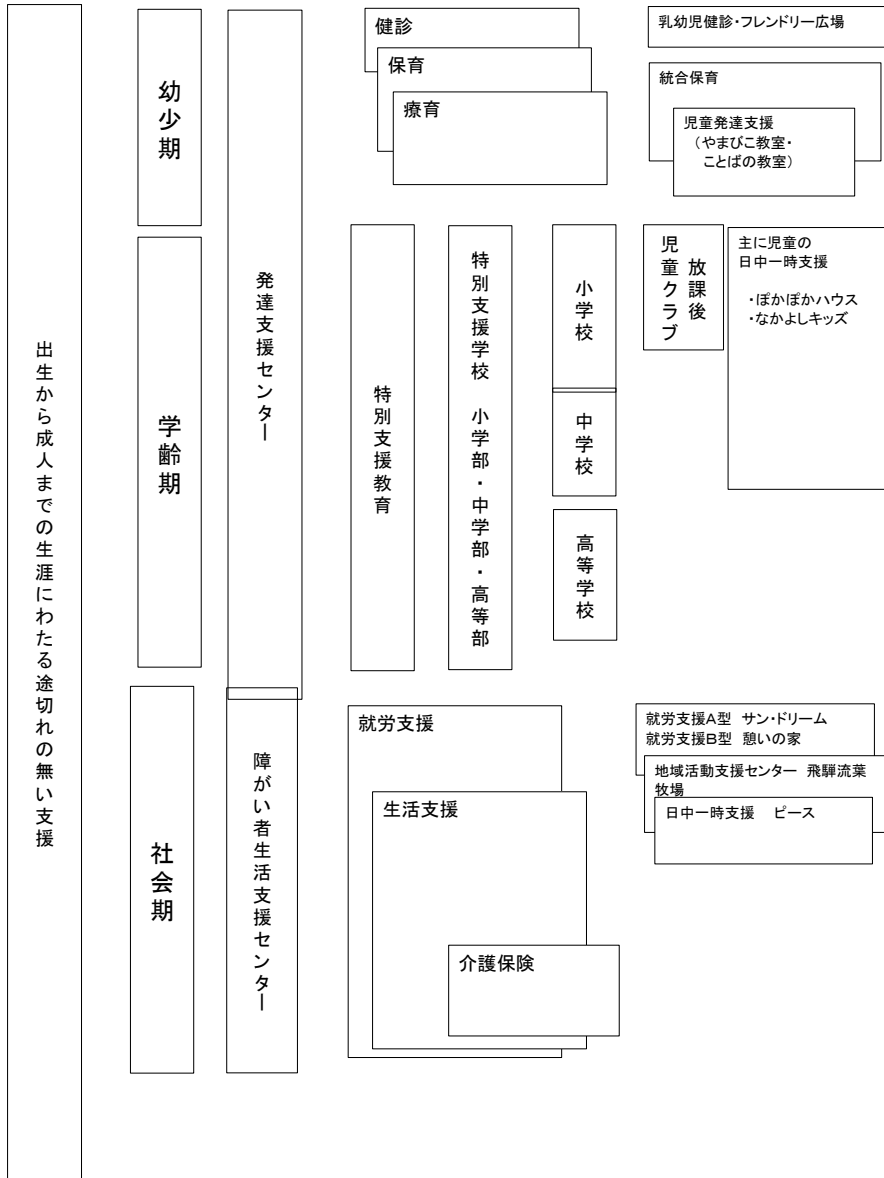 出生から成人までの生涯にわたる途切れの無い支援
幼少期
学齢期
社会期
発達支援センター
障がい者生活支援センター
健診
保育
療育
乳幼児健診・フレンドリー広場
統合保育
児童発達支援
（やまびこ教室・
ことばの教室）
特別支援教育
特別支援学校　小学部・中学部・高等部
小学校
中学校
高等学校
放課後
児童クラブ
主に児童の
日中一時支援
・ぽかぽかハウス
・なかよしキッズ
就労支援
生活支援
介護保険
就労支援A型　サン・ドリーム
就労支援B型　憩いの家
地域活動支援センター　飛騨流葉
牧場
日中一時支援　ピース